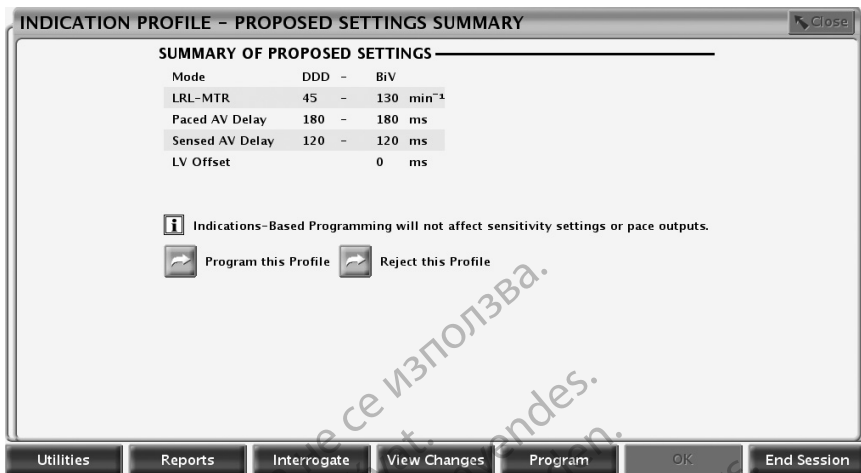 INDICATION PROFILE - PROPOSED SETTINGS SUMMARY
Close
SUMMARY OF PROPOSED SETTINGS
Mode DDD - BiV
LRL-MTR 45 - 130 min⁻¹
Paced AV Delay 180 - 180 ms
Sensed AV Delay 120 - 120 ms
LV Offset 0 ms
i Indications-Based Programming will not affect sensitivity settings or pace outputs.
Program this Profile Reject this Profile
не се използва.
Utilities Reports Interrogate View Changes Program OK End Session